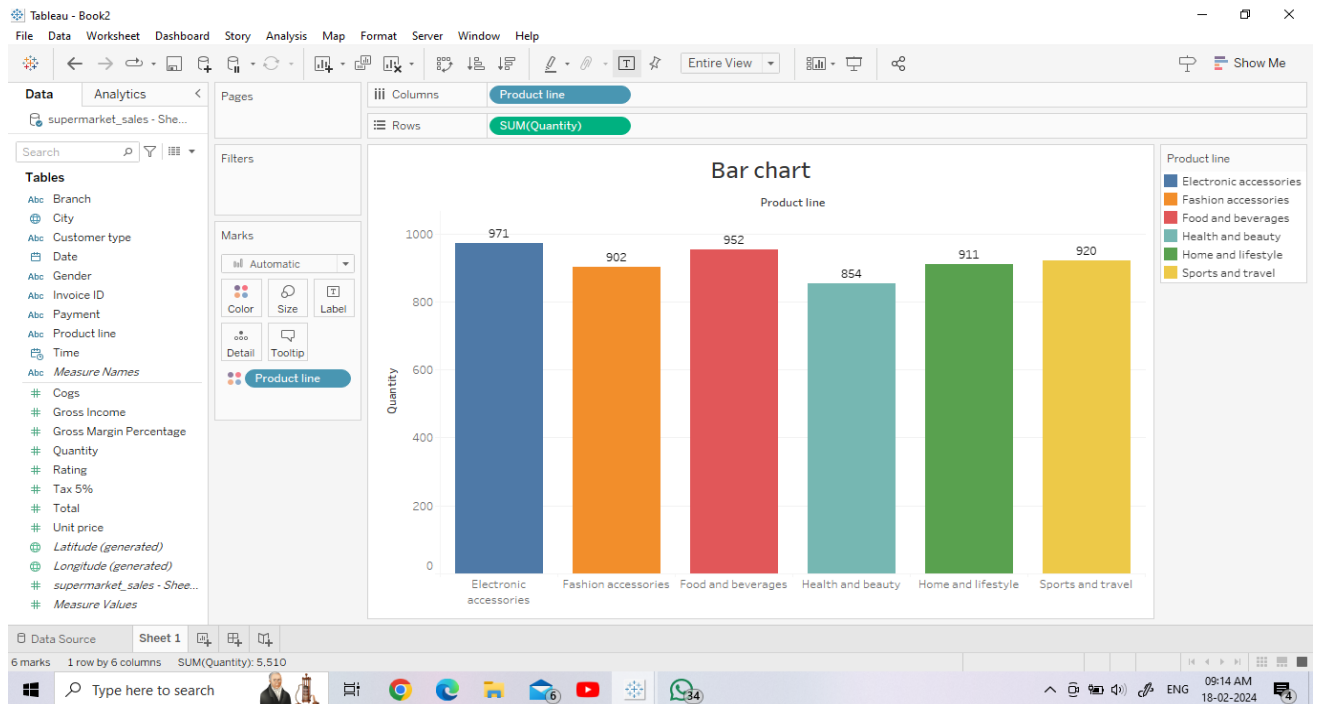 Tableau - Book2
File Data Worksheet Dashboard Story Analysis Map Format Server Window Help
Entire View
Show Me
Data Analytics
supermarket_sales - She...
Search
Tables
Abc Branch
City
Abc Customer type
Date
Abc Gender
Abc Invoice ID
Abc Payment
Abc Product line
Time
Abc Measure Names
# Cogs
# Gross Income
# Gross Margin Percentage
# Quantity
# Rating
# Tax 5%
# Total
# Unit price
Latitude (generated)
Longitude (generated)
# supermarket_sales - Shee...
# Measure Values
Pages
Filters
Marks
Automatic
Color Size Label
Detail Tooltip
Product line
Columns Product line
Rows SUM(Quantity)
Bar chart
Product line
Quantity
1000
800
600
400
200
0
971 902 952 854 911 920
Electronic accessories Fashion accessories Food and beverages Health and beauty Home and lifestyle Sports and travel
Product line
Electronic accessories
Fashion accessories
Food and beverages
Health and beauty
Home and lifestyle
Sports and travel
Data Source Sheet 1
6 marks 1 row by 6 columns SUM(Quantity): 5,510
Type here to search
6
34
ENG
09:14 AM
18-02-2024
4